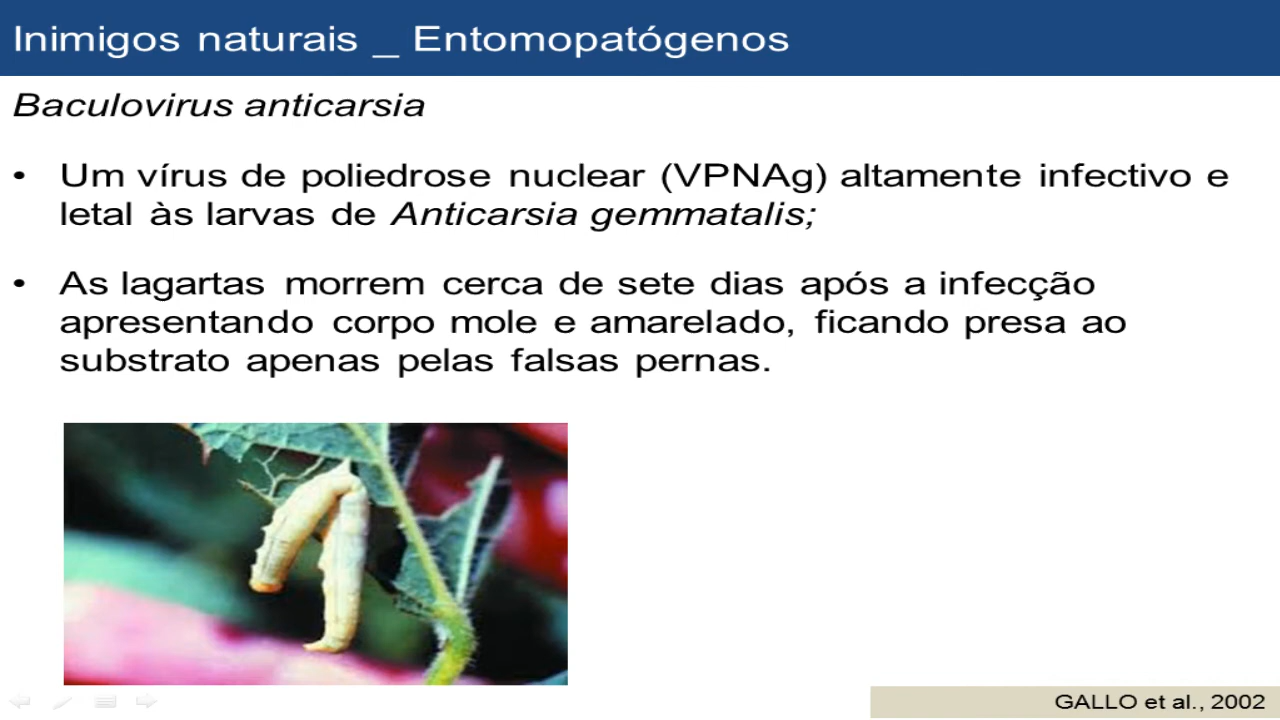 Inimigos naturais _ Entomopatógenos
Baculovirus anticarsia
• Um vírus de poliedrose nuclear (VPNAg) altamente infectivo e
letal às larvas de Anticarsia gemmatalis;
• As lagartas morrem cerca de sete dias após a infecção
apresentando corpo mole e amarelado, ficando presa ao
substrato apenas pelas falsas pernas.
GALLO et al., 2002